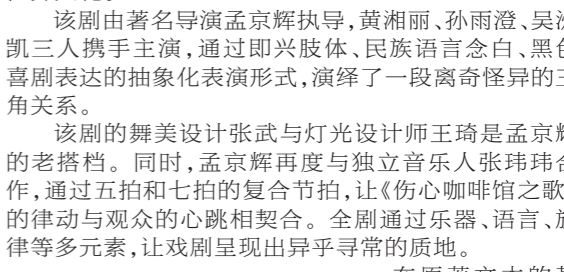 该剧由著名导演孟京辉执导，黄湘丽、孙雨澄、吴
凯三人携手主演，通过即兴肢体、民族语言念白、黑色
喜剧表达的抽象化表演形式，演绎了一段离奇怪异的三
角关系。
该剧的舞美设计张武与灯光设计师王琦是孟京辉
的老搭档。同时，孟京辉再度与独立音乐人张玮玮合
作，通过五拍和七拍的复合节拍，让《伤心咖啡馆之歌》
的律动与观众的心跳相契合。全剧通过乐器、语言、旋
律等多元素，让戏剧呈现出异乎寻常的质地。